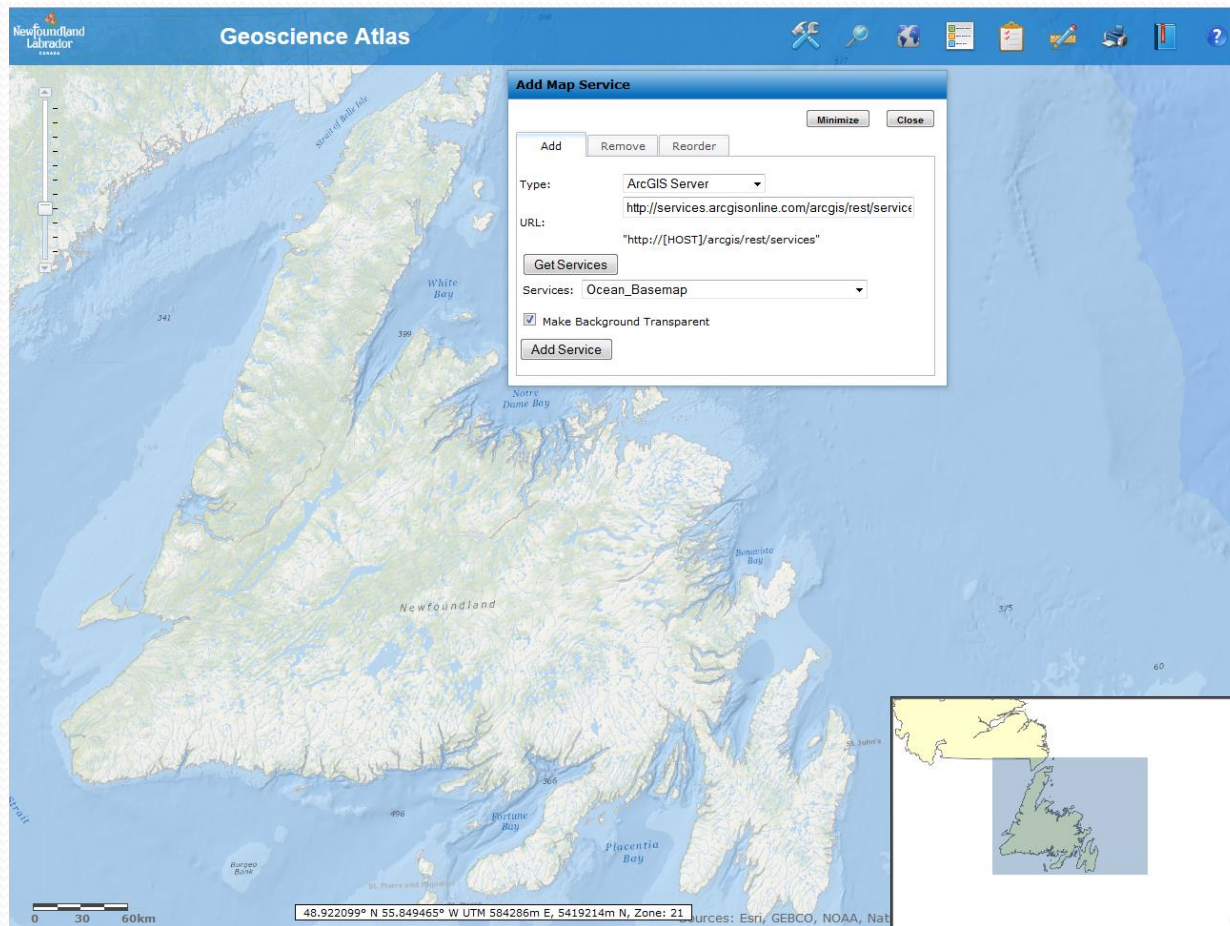 Newfoundland
Labrador
CANADA
Geoscience Atlas
?
Add Map Service
Minimize
Close
Add
Remove
Reorder
Type:
ArcGIS Server
URL:
http://services.arcgisonline.com/arcgis/rest/service
"http://[HOST]/arcgis/rest/services"
Get Services
Services:
Ocean_Basemap
Make Background Transparent
Add Service
Strait of Belle Isle
White
Bay
341
399
Notre
Dame Bay
Bonavista
Bay
Newfoundland
375
60
St. John's
366
496
Fortune
Bay
Placentia
Bay
Strait
Burgeo
Bank
St. Pierre and Miquelon
0 30 60km
48.922099° N 55.849465° W UTM 584286m E, 5419214m N, Zone: 21
Sources: Esri, GEBCO, NOAA, Nat